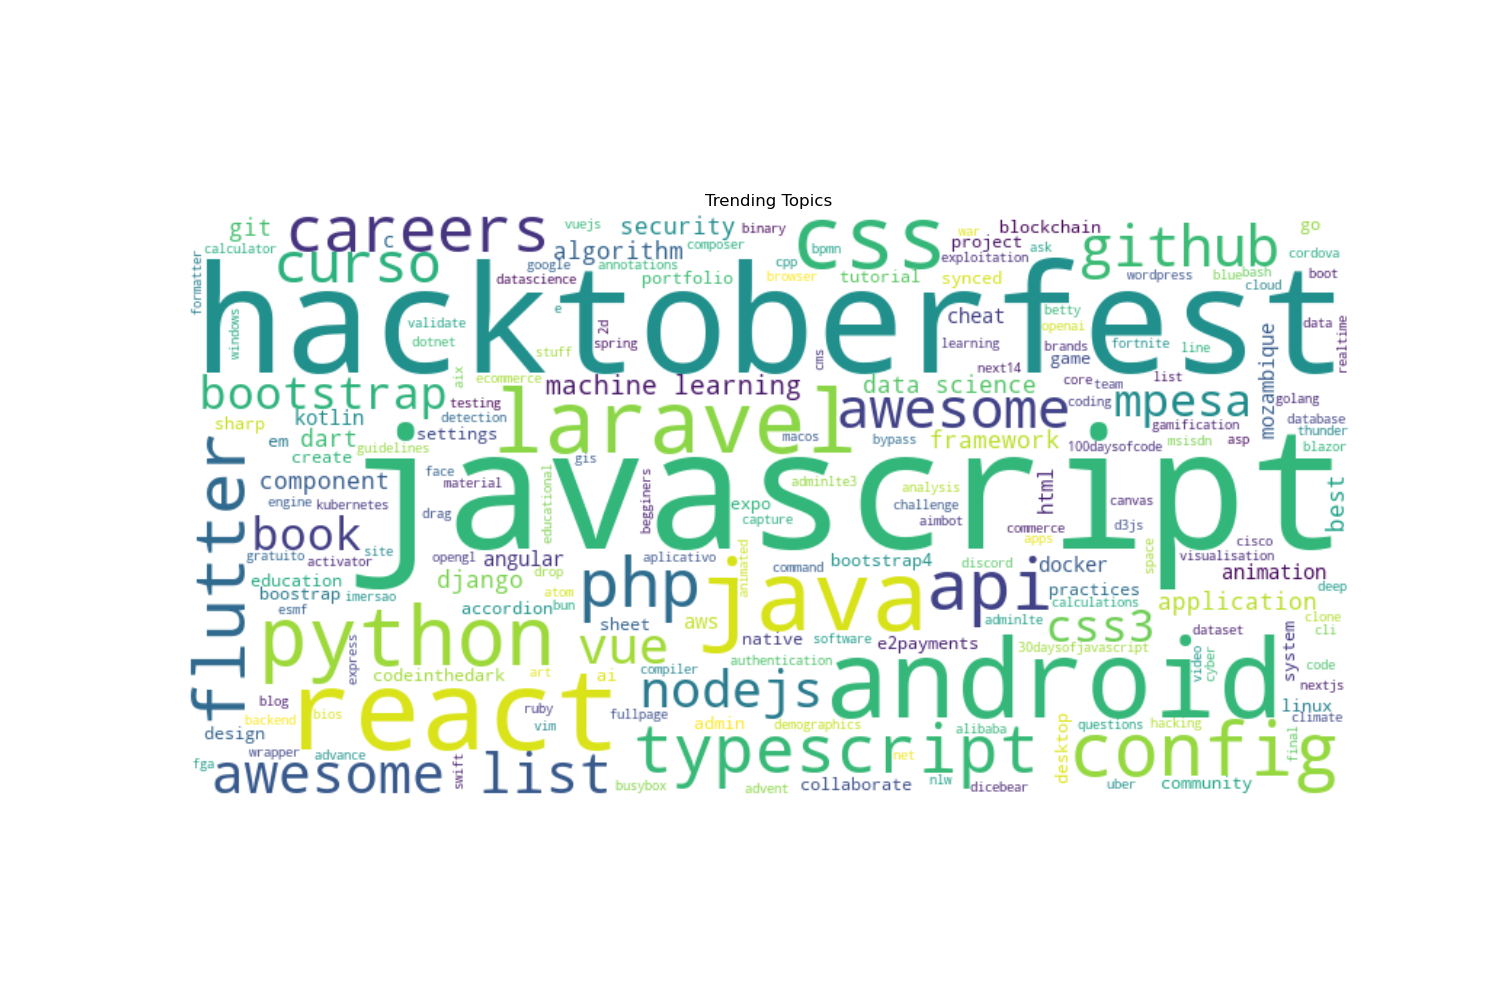 Trending Topics
git
careers
c
vuejs
security
binary
css
war
blockchain
github
go
calculator
curso
algorithm
composer
bpmn
project
ask
exploitation
cordova
formatter
google
annotations
datascience
portfolio
cpp
browser
tutorial
synced
wordpress
blue
bash
boot
cloud
hacktoberfest
windows
validate
dotnet
e
2d
spring
stuff
cms
cheat
learning
betty
openai
brands
game
fortnite
line
mozambique
data
realtime
bootstrap
aix
ecommerce
machine learning
data science
next14
core
team
list
testing
detection
laravel
awesome
coding
mpesa
golang
gamification
database
sharp
kotlin
em
dart
settings
guidelines
create
macos
bypass
framework
100daysofcode
msisdn
asp
thunder
blazor
flutter
component
face
material
gis
javascript
engine
kubernetes
drag
educational
begginers
expo
capture
adminlte3
analysis
challenge
aimbot
html
commerce
apps
canvas
d3js
best
book
gratuito
site
activator
opengl
angular
aplicativo
animated
command
bootstrap4
discord
docker
space
cisco
visualisation
animation
deep
education
boostrap
imersao
django
drop
atom
bun
php
java
api
practices
calculations
application
esmf
accordion
sheet
aws
adminlte
css3
clone
cli
python
express
vue
native
software
e2payments
30daysofjavascript
dataset
system
codeinthedark
art
ai
compiler
authentication
android
video
cyber
code
nextjs
blog
react
ruby
vim
fullpage
nodejs
linux
climate
backend
bios
design
admin
demographics
alibaba
desktop
questions
hacking
wrapper
advance
typescript
net
config
final
fga
awesome list
swift
busybox
advent
collaborate
nlw
dicebear
uber
community